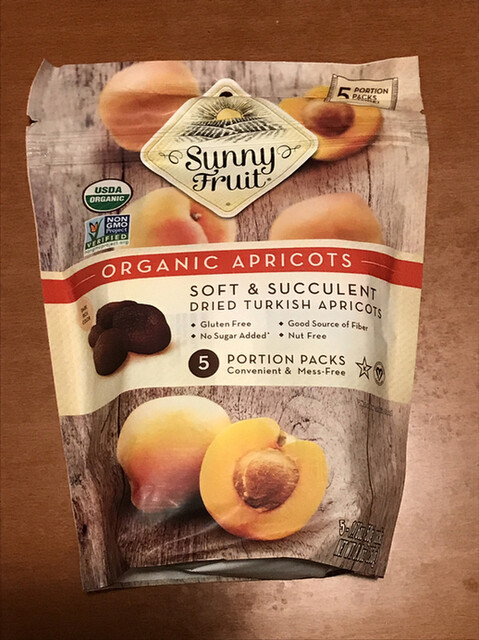 5 PORTION
PACKS
Sunny
Fruit
USDA
ORGANIC
NON
GMO
Project
VERIFIED
ORGANIC APRICOTS
SOFT & SUCCULENT
DRIED TURKISH APRICOTS
Gluten Free
Good Source of Fiber
No Sugar Added*
Nut Free
5 PORTION PACKS
Convenient & Mess-Free